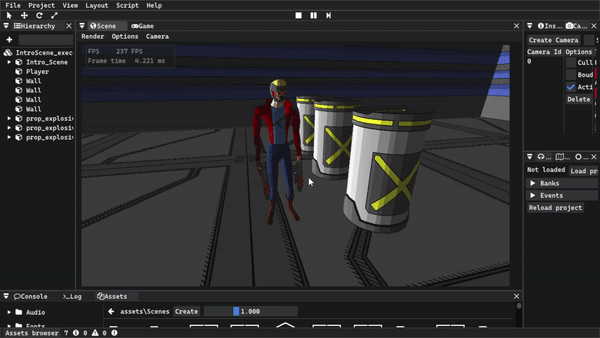 File Project View Layout Script Help
Hierarchy
Scene
Game
Ins...
Ca
Render Options Camera
FPS 237 FPS
Frame time 4.221 ms
IntroScene_exec
Intro_Scene
Player
Wall
Wall
Wall
Wall
prop_explosi
prop_explosi
prop_explosi
Create Camera
Camera Id Options
0
Cull
Boud
Acti
Delete
Not loaded Load pr
Banks
Events
Reload project
Console
Log
Assets
Audio
Fonts
assets\Scenes Create 1.000
Assets browser 7 0 0 0